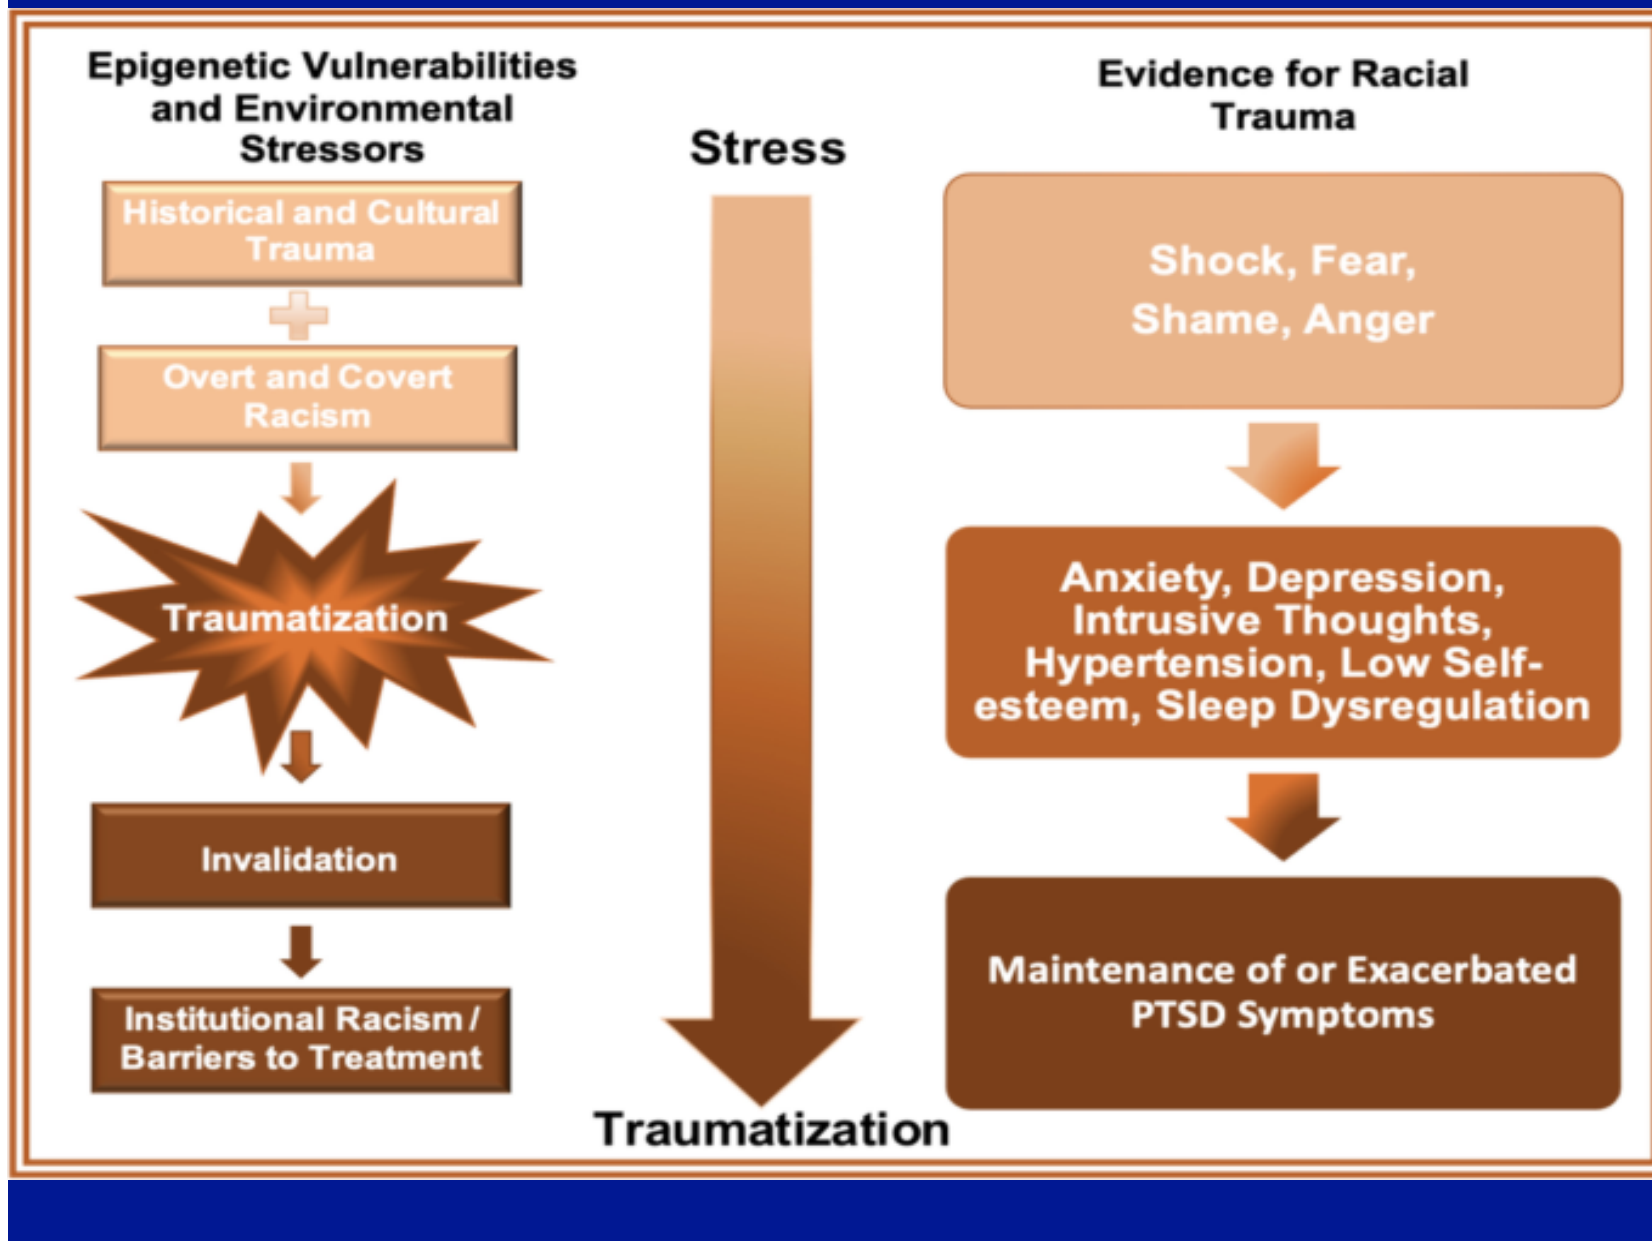 Epigenetic Vulnerabilities
and Environmental
Stressors
Historical and Cultural
Trauma
Overt and Covert
Racism
Traumatization
Invalidation
Institutional Racism /
Barriers to Treatment
Stress
Traumatization
Evidence for Racial
Trauma
Shock, Fear,
Shame, Anger
Anxiety, Depression,
Intrusive Thoughts,
Hypertension, Low Self-
esteem, Sleep Dysregulation
Maintenance of or Exacerbated
PTSD Symptoms